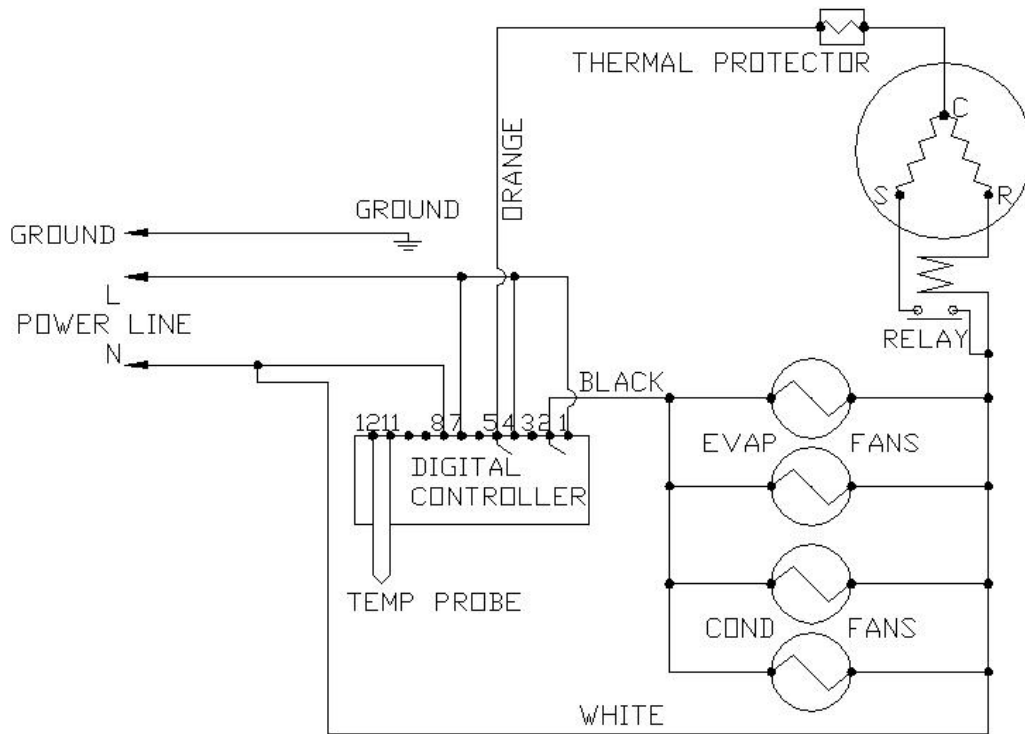 THERMAL PROTECTOR
C
S R
ORANGE
GROUND
GROUND
L
POWER LINE
N
RELAY
BLACK
1211 87 54321
EVAP FANS
DIGITAL
CONTROLLER
TEMP PROBE
COND FANS
WHITE